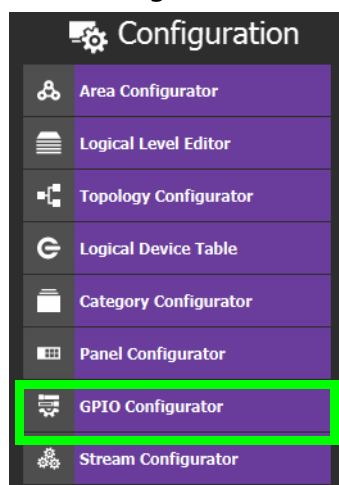 Configuration
Area Configurator
Logical Level Editor
Topology Configurator
Logical Device Table
Category Configurator
Panel Configurator
GPIO Configurator
Stream Configurator